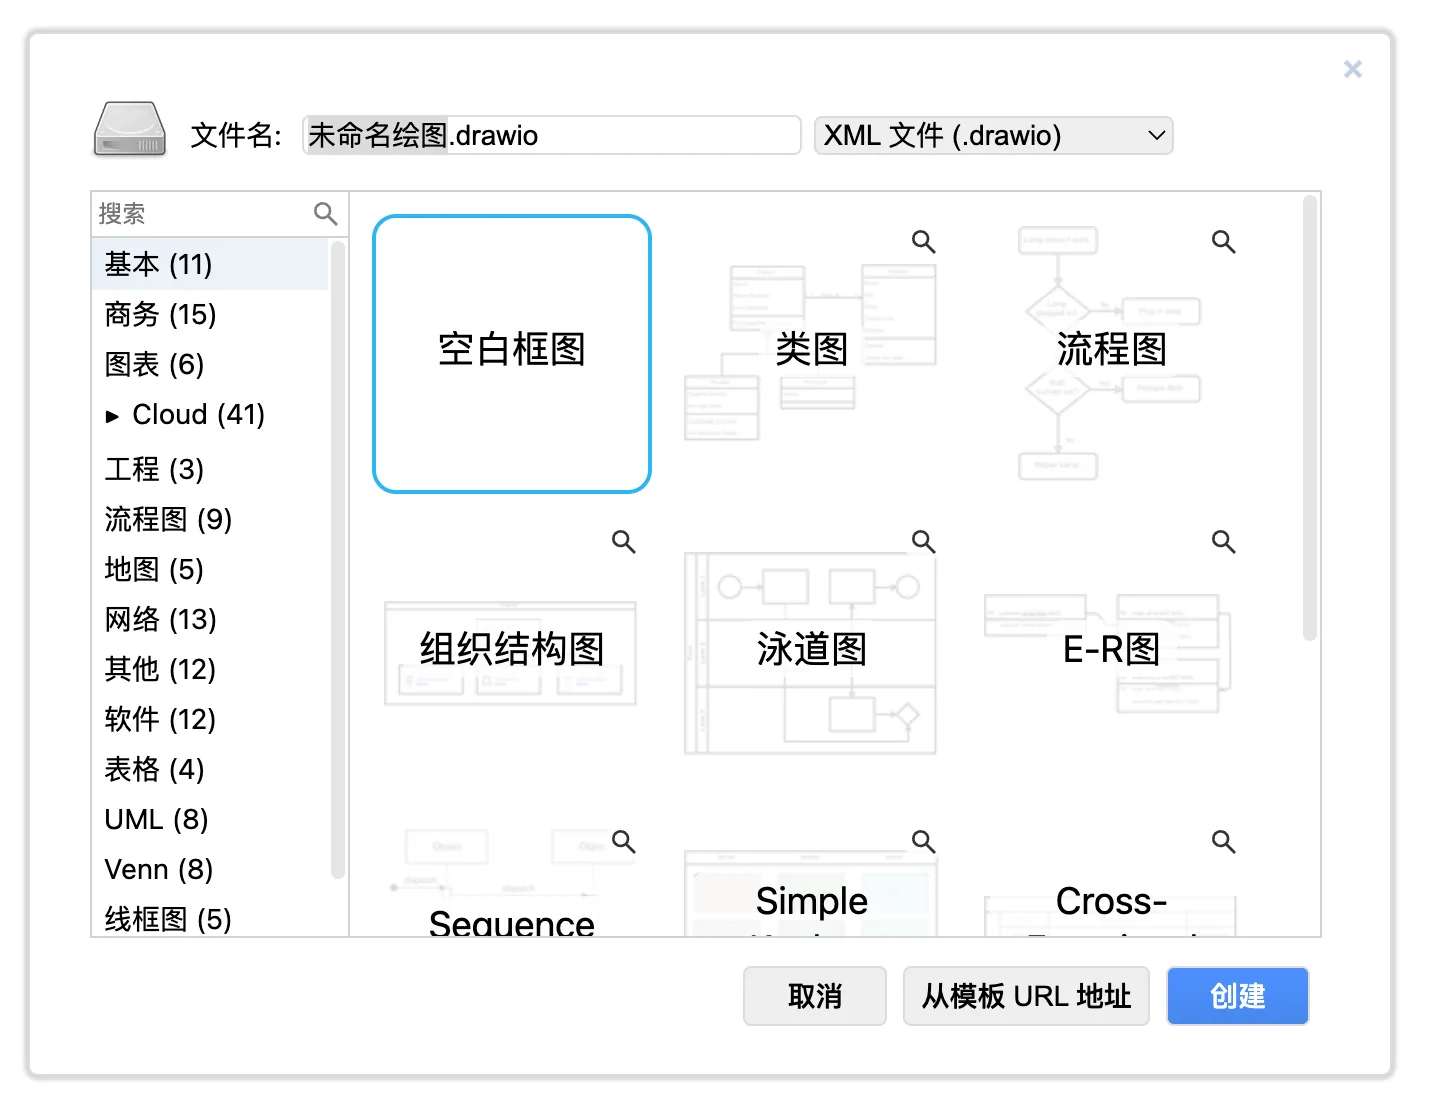 文件名:
未命名绘图.drawio
XML 文件 (.drawio)
搜索
基本 (11)
商务 (15)
图表 (6)
Cloud (41)
工程 (3)
流程图 (9)
地图 (5)
网络 (13)
其他 (12)
软件 (12)
表格 (4)
UML (8)
Venn (8)
线框图 (5)
空白框图
类图
流程图
组织结构图
泳道图
E-R图
Object
dispatch
dispatch
Sequence
Simple
Cross-
取消
从模板 URL 地址
创建